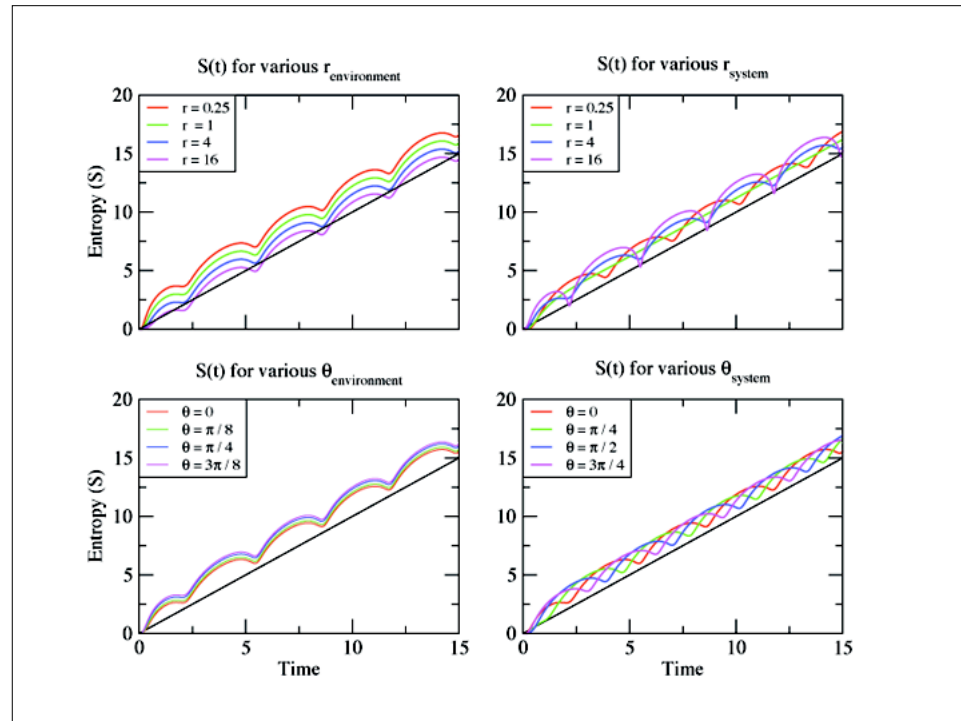 S(t) for various r_environment
20
15
10
5
0
Entropy (S)
r = 0.25
r = 1
r = 4
r = 16
S(t) for various r_system
20
15
10
5
0
r = 0.25
r = 1
r = 4
r = 16
S(t) for various θ_environment
20
15
10
5
0
Entropy (S)
θ = 0
θ = π / 8
θ = π / 4
θ = 3π / 8
0 5 10 15
Time
S(t) for various θ_system
20
15
10
5
0
θ = 0
θ = π / 4
θ = π / 2
θ = 3π / 4
0 5 10 15
Time